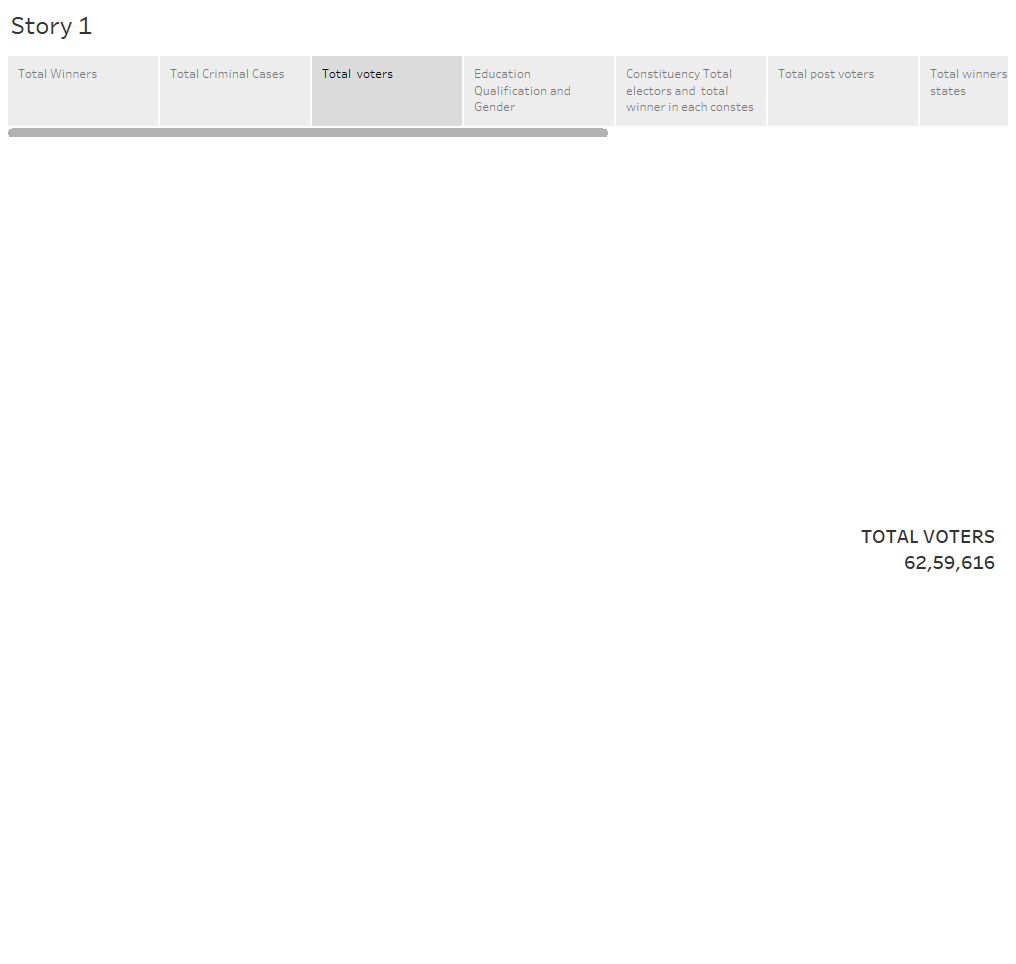 Story 1
Total Winners
Total Criminal Cases
Total  voters
Education
Qualification and
Gender
Constituency Total
electors and  total
winner in each constes
Total post voters
Total winners
states
TOTAL VOTERS
62,59,616